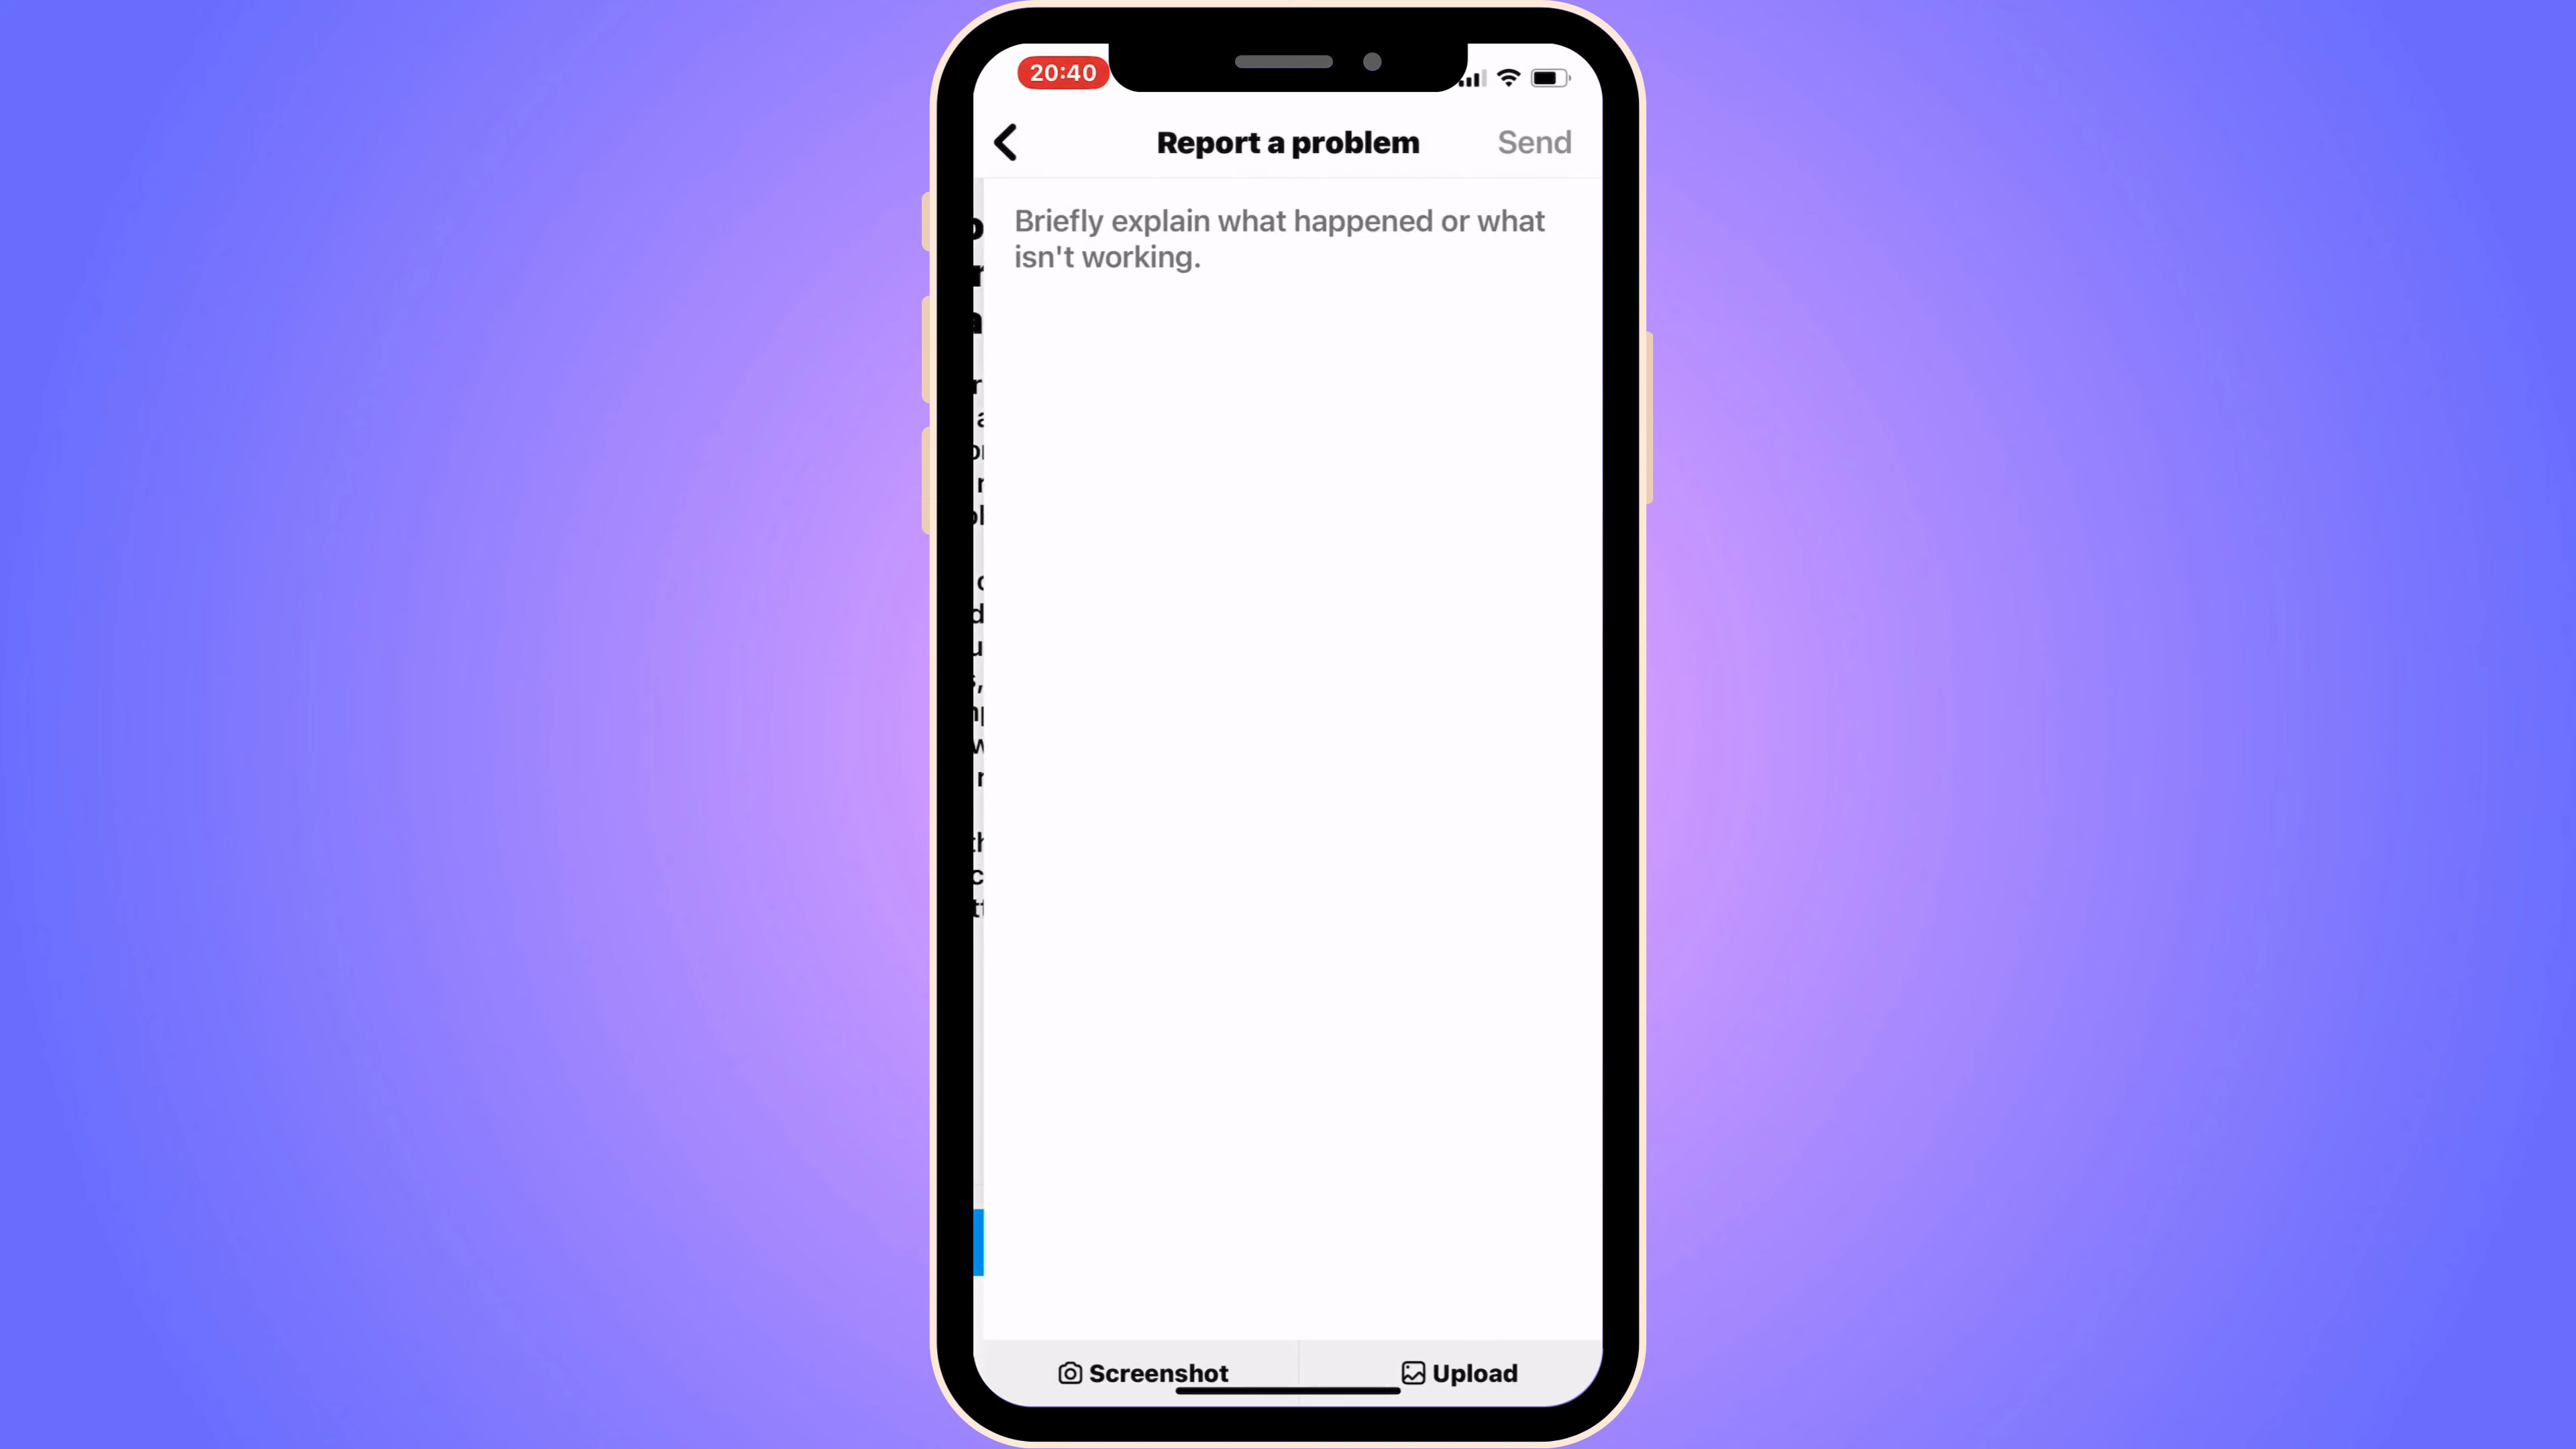 20:40
Report a problem
Send
Briefly explain what happened or what
isn't working.
Screenshot
Upload